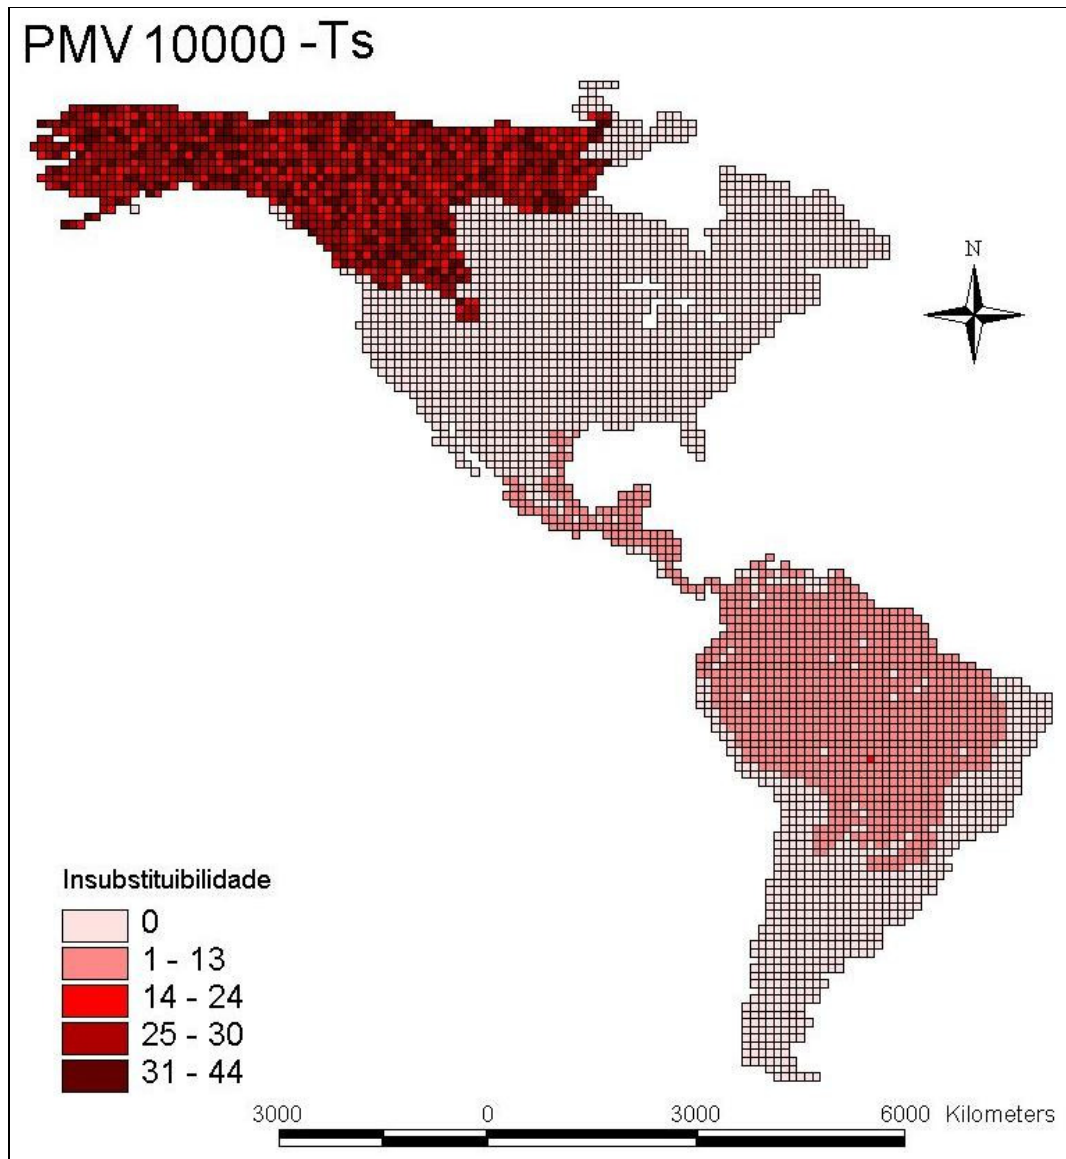 PMV 10000 -Ts
N
Insubstituibilidade
0
1 - 13
14 - 24
25 - 30
31 - 44
3000 0 3000 6000 Kilometers